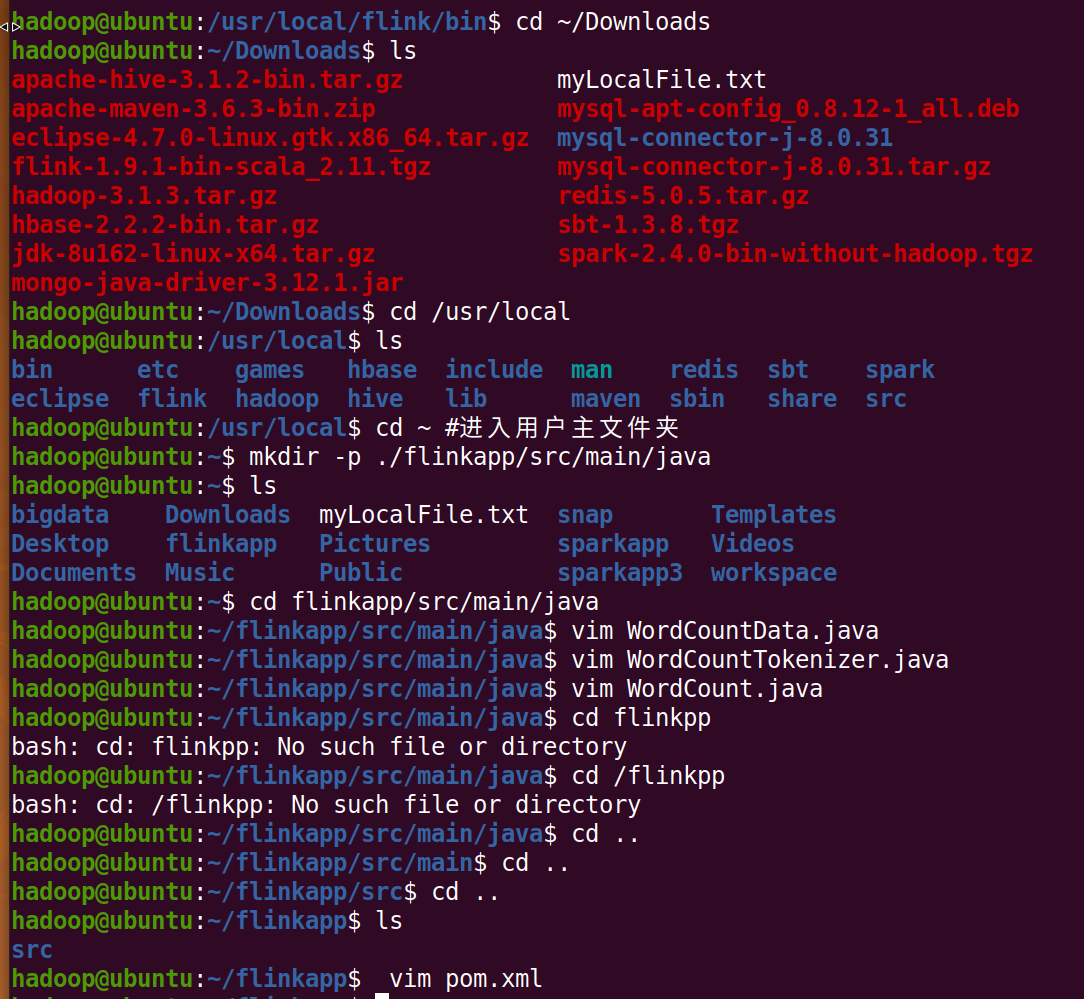 hadoop@ubuntu:/usr/local/flink/bin$ cd ~/Downloads
hadoop@ubuntu:~/Downloads$ ls
apache-hive-3.1.2-bin.tar.gz           myLocalFile.txt
apache-maven-3.6.3-bin.zip             mysql-apt-config_0.8.12-1_all.deb
eclipse-4.7.0-linux.gtk.x86_64.tar.gz  mysql-connector-j-8.0.31
flink-1.9.1-bin-scala_2.11.tgz         mysql-connector-j-8.0.31.tar.gz
hadoop-3.1.3.tar.gz                    redis-5.0.5.tar.gz
hbase-2.2.2-bin.tar.gz                 sbt-1.3.8.tgz
jdk-8u162-linux-x64.tar.gz             spark-2.4.0-bin-without-hadoop.tgz
mongo-java-driver-3.12.1.jar
hadoop@ubuntu:~/Downloads$ cd /usr/local
hadoop@ubuntu:/usr/local$ ls
bin      etc    games   hbase  include  man    redis  sbt    spark
eclipse  flink  hadoop  hive   lib      maven  sbin   share  src
hadoop@ubuntu:/usr/local$ cd ~ #进入用户主文件夹
hadoop@ubuntu:~$ mkdir -p ./flinkapp/src/main/java
hadoop@ubuntu:~$ ls
bigdata    Downloads  myLocalFile.txt  snap       Templates
Desktop    flinkapp   Pictures         sparkapp   Videos
Documents  Music      Public           sparkapp3  workspace
hadoop@ubuntu:~$ cd flinkapp/src/main/java
hadoop@ubuntu:~/flinkapp/src/main/java$ vim WordCountData.java
hadoop@ubuntu:~/flinkapp/src/main/java$ vim WordCountTokenizer.java
hadoop@ubuntu:~/flinkapp/src/main/java$ vim WordCount.java
hadoop@ubuntu:~/flinkapp/src/main/java$ cd flinkpp
bash: cd: flinkpp: No such file or directory
hadoop@ubuntu:~/flinkapp/src/main/java$ cd /flinkpp
bash: cd: /flinkpp: No such file or directory
hadoop@ubuntu:~/flinkapp/src/main/java$ cd ..
hadoop@ubuntu:~/flinkapp/src/main$ cd ..
hadoop@ubuntu:~/flinkapp/src$ cd ..
hadoop@ubuntu:~/flinkapp$ ls
src
hadoop@ubuntu:~/flinkapp$  vim pom.xml